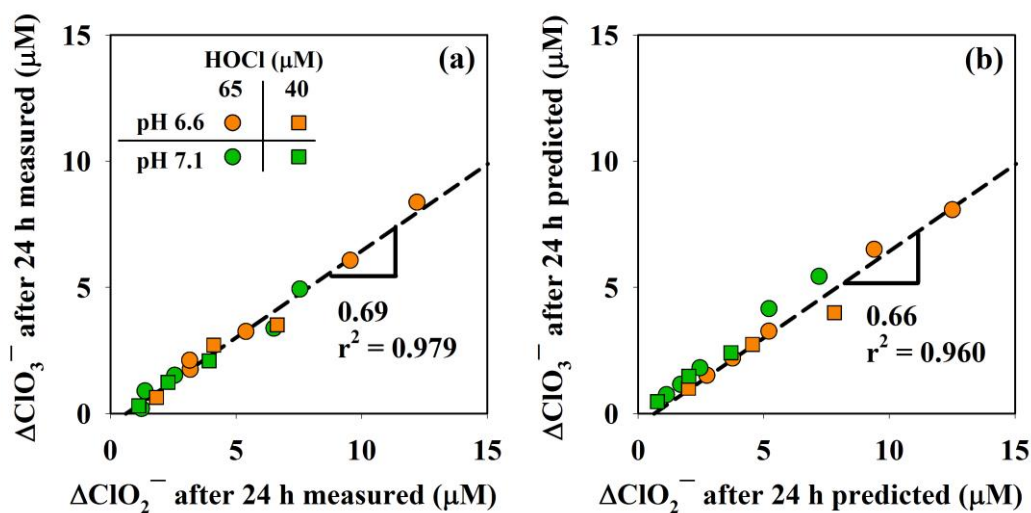 15
10
5
0
ΔClO₃⁻ after 24 h measured (μM)
(a)
HOCl (μM)
65 40
pH 6.6
pH 7.1
0.69
r² = 0.979
0 5 10 15
ΔClO₂⁻ after 24 h measured (μM)
15
10
5
0
ΔClO₃⁻ after 24 h predicted (μM)
(b)
0.66
r² = 0.960
0 5 10 15
ΔClO₂⁻ after 24 h predicted (μM)